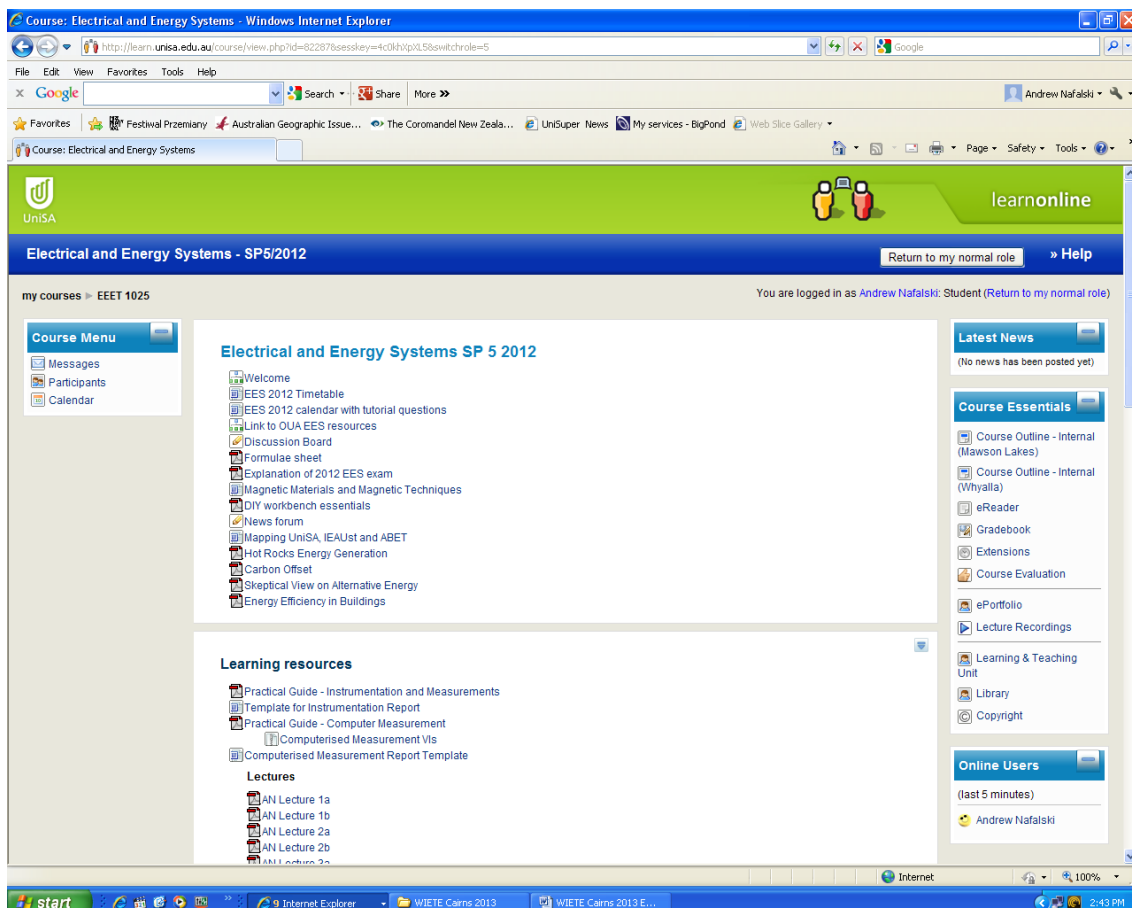 Course: Electrical and Energy Systems - Windows Internet Explorer
http://learn.unisa.edu.au/course/view.php?id=82287&sesskey=4c0khXpXL5&switchrole=5
Google
File Edit View Favorites Tools Help
x Google Search Share More » Andrew Nafalski
Favorites Festiwal Przemiany Australian Geographic Issue... The Coromandel New Zeala... UniSuper News My services - BigPond Web Slice Gallery
Course: Electrical and Energy Systems Page Safety Tools
UniSA
learnonline
Electrical and Energy Systems - SP5/2012 Return to my normal role » Help
my courses ► EEET 1025 You are logged in as Andrew Nafalski: Student (Return to my normal role)
Course Menu
Messages
Participants
Calendar
Electrical and Energy Systems SP 5 2012
Welcome
EES 2012 Timetable
EES 2012 calendar with tutorial questions
Link to OUA EES resources
Discussion Board
Formulae sheet
Explanation of 2012 EES exam
Magnetic Materials and Magnetic Techniques
DIY workbench essentials
News forum
Mapping UniSA, IEAUst and ABET
Hot Rocks Energy Generation
Carbon Offset
Skeptical View on Alternative Energy
Energy Efficiency in Buildings
Learning resources
Practical Guide - Instrumentation and Measurements
Template for Instrumentation Report
Practical Guide - Computer Measurement
Computerised Measurement VIs
Computerised Measurement Report Template
Lectures
AN Lecture 1a
AN Lecture 1b
AN Lecture 2a
AN Lecture 2b
AN Lecture 3a
Latest News
(No news has been posted yet)
Course Essentials
Course Outline - Internal
(Mawson Lakes)
Course Outline - Internal
(Whyalla)
eReader
Gradebook
Extensions
Course Evaluation
ePortfolio
Lecture Recordings
Learning & Teaching
Unit
Library
Copyright
Online Users
(last 5 minutes)
Andrew Nafalski
Internet 100%
start 9 Internet Explorer WIETE Cairns 2013 WIETE Cairns 2013 E... 2:43 PM